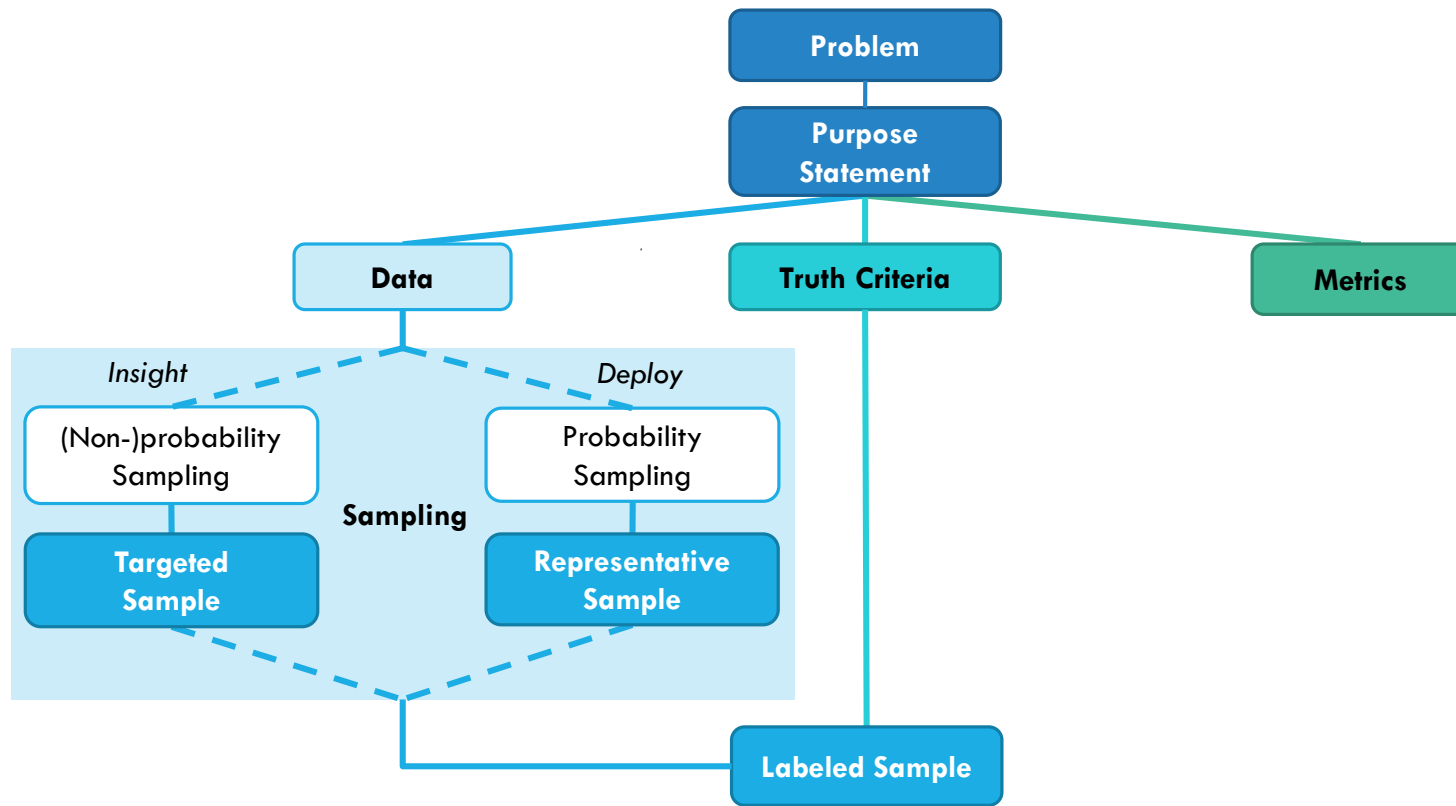 Problem
Purpose
Statement
Data
Truth Criteria
Metrics
Insight
Deploy
(Non-)probability
Sampling
Probability
Sampling
Sampling
Targeted
Sample
Representative
Sample
Labeled Sample